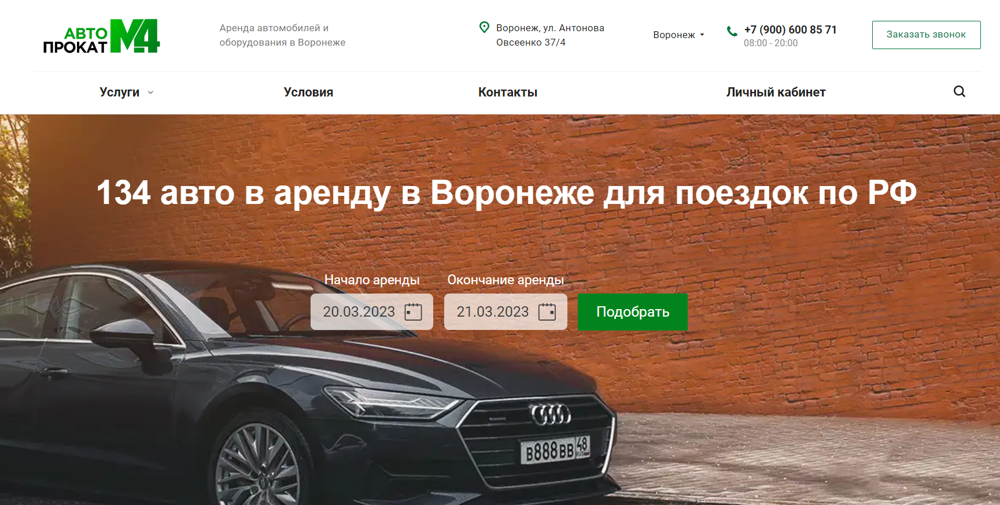 АВТО
ПРОКАТ М4
Аренда автомобилей и
оборудования в Воронеже
Воронеж, ул. Антонова
Овсеенко 37/4
Воронеж
+7 (900) 600 85 71
08:00 - 20:00
Заказать звонок
Услуги
Условия
Контакты
Личный кабинет
134 авто в аренду в Воронеже для поездок по РФ
Начало аренды
Окончание аренды
20.03.2023
21.03.2023
Подобрать
В888ВВ 48